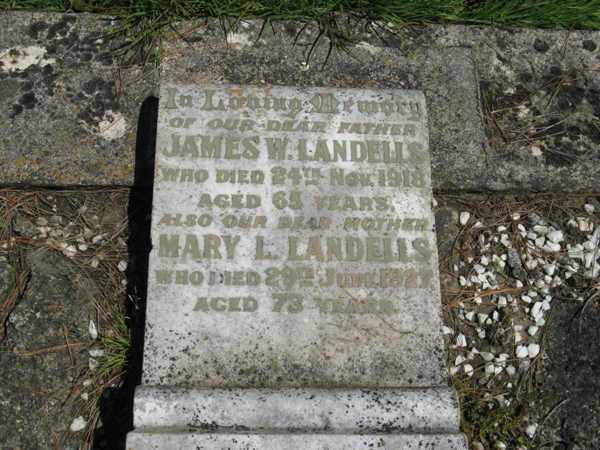 In Loving Memory
OF OUR DEAR FATHER
JAMES W. LANDELLS
WHO DIED 24TH NOV. 1918
AGED 65 YEARS.
ALSO OUR DEAR MOTHER
MARY L. LANDELLS
WHO DIED 29TH JUNE 1927
AGED 73 YEARS.